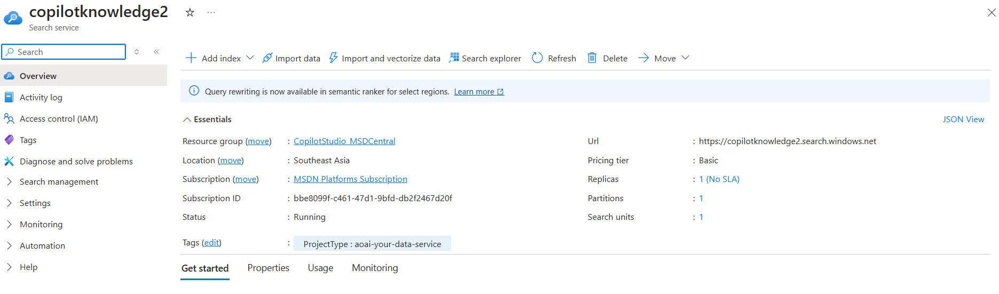 copilotknowledge2
Search service
Search
Overview
Activity log
Access control (IAM)
Tags
Diagnose and solve problems
Search management
Settings
Monitoring
Automation
Help
Add index Import data Import and vectorize data Search explorer Refresh Delete Move
Query rewriting is now available in semantic ranker for select regions. Learn more
Essentials JSON View
Resource group (move) : CopilotStudio_MSDCentral
Location (move) : Southeast Asia
Subscription (move) : MSDN Platforms Subscription
Subscription ID : bbe8099f-c461-47d1-9bfd-db2f2467d20f
Status : Running
Tags (edit) : ProjectType : aoai-your-data-service
Url : https://copilotknowledge2.search.windows.net
Pricing tier : Basic
Replicas : 1 (No SLA)
Partitions : 1
Search units : 1
Get started Properties Usage Monitoring